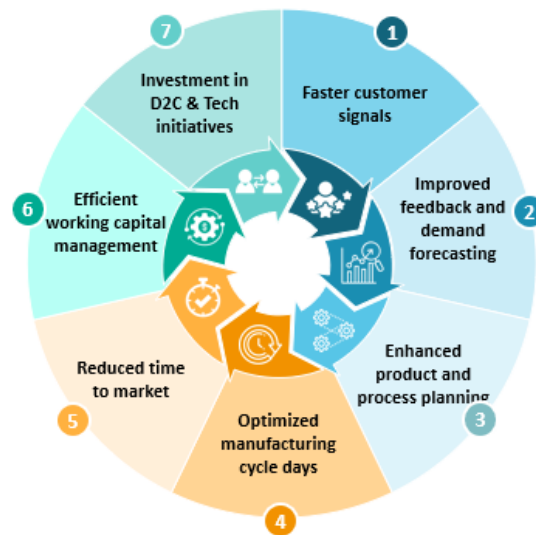 7
1
Investment in
D2C & Tech
initiatives
Faster customer
signals
Improved
feedback and
demand
forecasting
2
Enhanced
product and
process planning
3
Optimized
manufacturing
cycle days
4
Reduced time
to market
5
Efficient
working capital
management
6
$